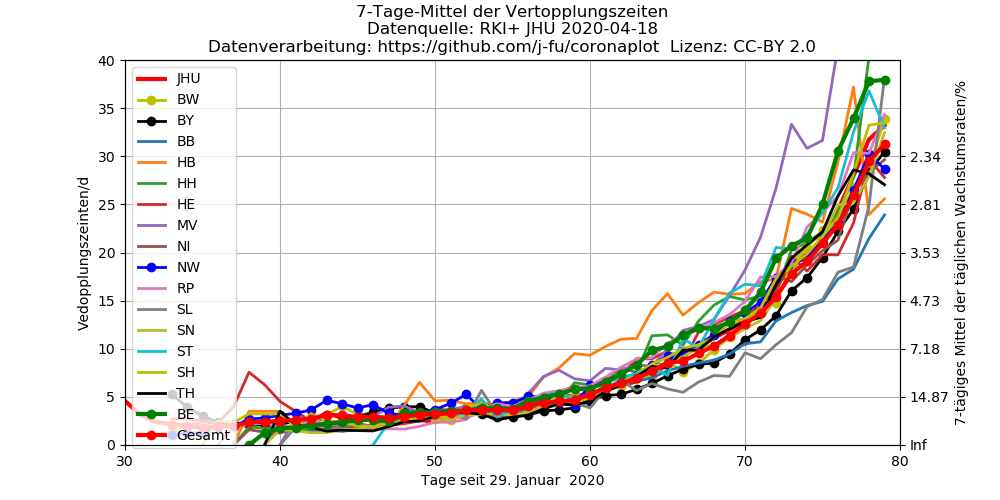 7-Tage-Mittel der Vertopplungszeiten
Datenquelle: RKI+ JHU 2020-04-18
Datenverarbeitung: https://github.com/j-fu/coronaplot  Lizenz: CC-BY 2.0
Vedopplungszeinten/d
40
35
30
25
20
15
10
5
0
JHU
BW
BY
BB
HB
HH
HE
MV
NI
NW
RP
SL
SN
ST
SH
TH
BE
Gesamt
2.34
2.81
3.53
4.73
7.18
14.87
Inf
7-tägiges Mittel der täglichen Wachstumsraten/%
30
40
50
60
70
80
Tage seit 29. Januar  2020